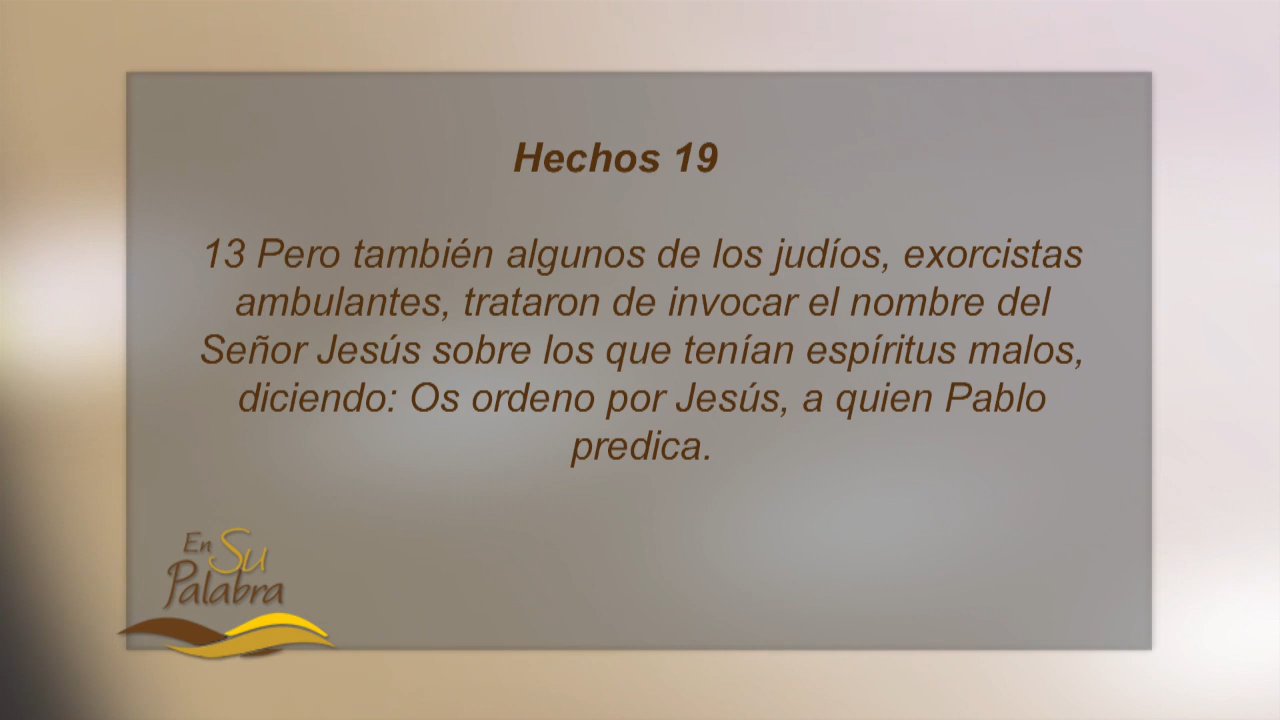 Hechos 19
13 Pero también algunos de los judíos, exorcistas
ambulantes, trataron de invocar el nombre del
Señor Jesús sobre los que tenían espíritus malos,
diciendo: Os ordeno por Jesús, a quien Pablo
predica.
En Su
Palabra